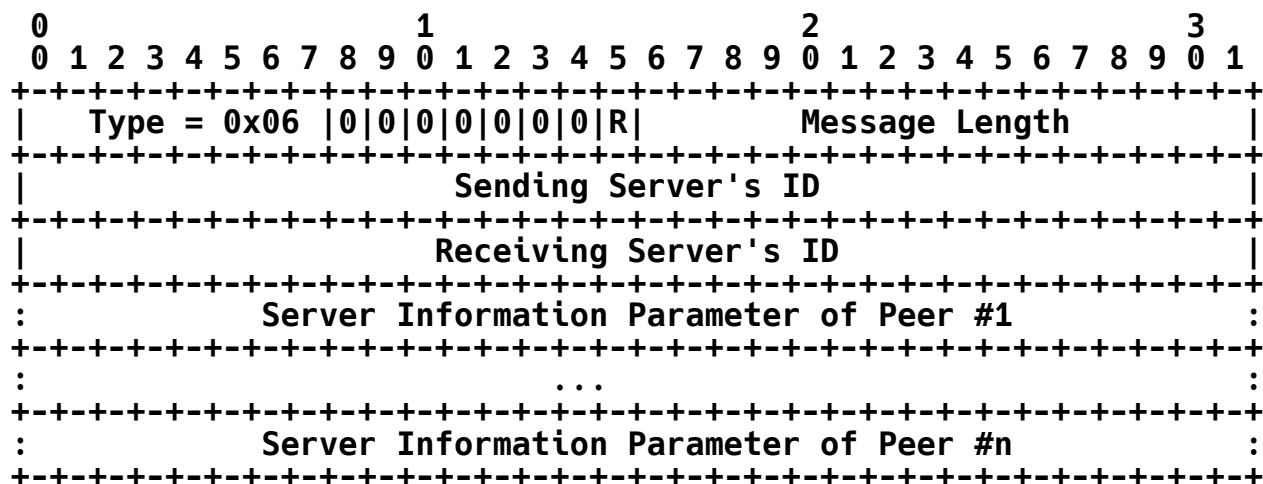 0                   1                   2                   3
 0 1 2 3 4 5 6 7 8 9 0 1 2 3 4 5 6 7 8 9 0 1 2 3 4 5 6 7 8 9 0 1
+-+-+-+-+-+-+-+-+-+-+-+-+-+-+-+-+-+-+-+-+-+-+-+-+-+-+-+-+-+-+-+-+
|   Type = 0x06 |0|0|0|0|0|0|0|R|        Message Length         |
+-+-+-+-+-+-+-+-+-+-+-+-+-+-+-+-+-+-+-+-+-+-+-+-+-+-+-+-+-+-+-+-+
|                      Sending Server's ID                      |
+-+-+-+-+-+-+-+-+-+-+-+-+-+-+-+-+-+-+-+-+-+-+-+-+-+-+-+-+-+-+-+-+
|                     Receiving Server's ID                     |
+-+-+-+-+-+-+-+-+-+-+-+-+-+-+-+-+-+-+-+-+-+-+-+-+-+-+-+-+-+-+-+-+
:            Server Information Parameter of Peer #1            :
+-+-+-+-+-+-+-+-+-+-+-+-+-+-+-+-+-+-+-+-+-+-+-+-+-+-+-+-+-+-+-+-+
:                           ...                                 :
+-+-+-+-+-+-+-+-+-+-+-+-+-+-+-+-+-+-+-+-+-+-+-+-+-+-+-+-+-+-+-+-+
:            Server Information Parameter of Peer #n            :
+-+-+-+-+-+-+-+-+-+-+-+-+-+-+-+-+-+-+-+-+-+-+-+-+-+-+-+-+-+-+-+-+